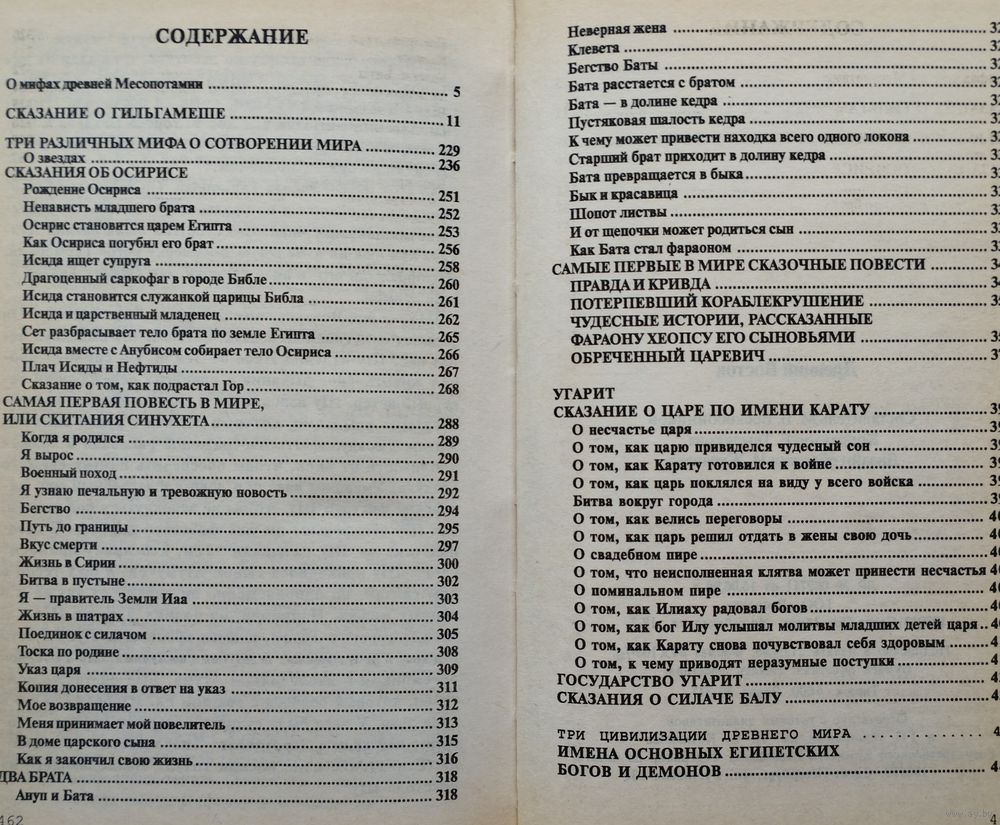 СОДЕРЖАНИЕ
О мифах древней Месопотамии 5
СКАЗАНИЕ О ГИЛЬГАМЕШЕ 11
ТРИ РАЗЛИЧНЫХ МИФА О СОТВОРЕНИИ МИРА 229
О звездах 236
СКАЗАНИЯ ОБ ОСИРИСЕ
Рождение Осириса 251
Ненависть младшего брата 252
Осирис становится царем Египта 253
Как Осириса погубил его брат 256
Исида ищет супруга 258
Драгоценный саркофаг в городе Библе 260
Исида становится служанкой царицы Библа 261
Исида и царственный младенец 262
Сет разбрасывает тело брата по земле Египта 265
Исида вместе с Анубисом собирает тело Осириса 266
Плач Исиды и Нефтиды 267
Сказание о том, как подрастал Гор 268
САМАЯ ПЕРВАЯ ПОВЕСТЬ В МИРЕ,
ИЛИ СКИТАНИЯ СИНУХЕТА 288
Когда я родился 289
Я вырос 290
Военный поход 291
Я узнаю печальную и тревожную новость 292
Бегство 294
Путь до границы 295
Вкус смерти 297
Жизнь в Сирии 300
Битва в пустыне 302
Я — правитель Земли Иаа 303
Жизнь в шатрах 304
Поединок с силачом 305
Тоска по родине 308
Указ царя 309
Копия донесения в ответ на указ 311
Мое возвращение 312
Меня принимает мой повелитель 313
В доме царского сына 315
Как я закончил свою жизнь 316
ДВА БРАТА 318
Ануп и Бата 318
462
Неверная жена
Клевета
Бегство Баты
Бата расстается с братом
Бата — в долине кедра
Пустяковая шалость кедра
К чему может привести находка всего одного локона
Старший брат приходит в долину кедра
Бата превращается в быка
Бык и красавица
Шопот листвы
И от щепочки может родиться сын
Как Бата стал фараоном
САМЫЕ ПЕРВЫЕ В МИРЕ СКАЗОЧНЫЕ ПОВЕСТИ
ПРАВДА И КРИВДА
ПОТЕРПЕВШИЙ КОРАБЛЕКРУШЕНИЕ
ЧУДЕСНЫЕ ИСТОРИИ, РАССКАЗАННЫЕ
ФАРАОНУ ХЕОПСУ ЕГО СЫНОВЬЯМИ
ОБРЕЧЕННЫЙ ЦАРЕВИЧ
УГАРИТ
СКАЗАНИЕ О ЦАРЕ ПО ИМЕНИ КАРАТУ
О несчастье царя
О том, как царю привиделся чудесный сон
О том, как Карату готовился к войне
О том, как царь поклялся на виду у всего войска
Битва вокруг города
О том, как велись переговоры
О том, как царь решил отдать в жены свою дочь
О свадебном пире
О том, что неисполненная клятва может принести несчастья
О поминальном пире
О том, как Илиаху радовал богов
О том, как бог Илу услышал молитвы младших детей царя
О том, как Карату снова почувствовал себя здоровым
О том, к чему приводят неразумные поступки
ГОСУДАРСТВО УГАРИТ
СКАЗАНИЯ О СИЛАЧЕ БАЛУ
ТРИ ЦИВИЛИЗАЦИИ ДРЕВНЕГО МИРА
ИМЕНА ОСНОВНЫХ ЕГИПЕТСКИХ
БОГОВ И ДЕМОНОВ